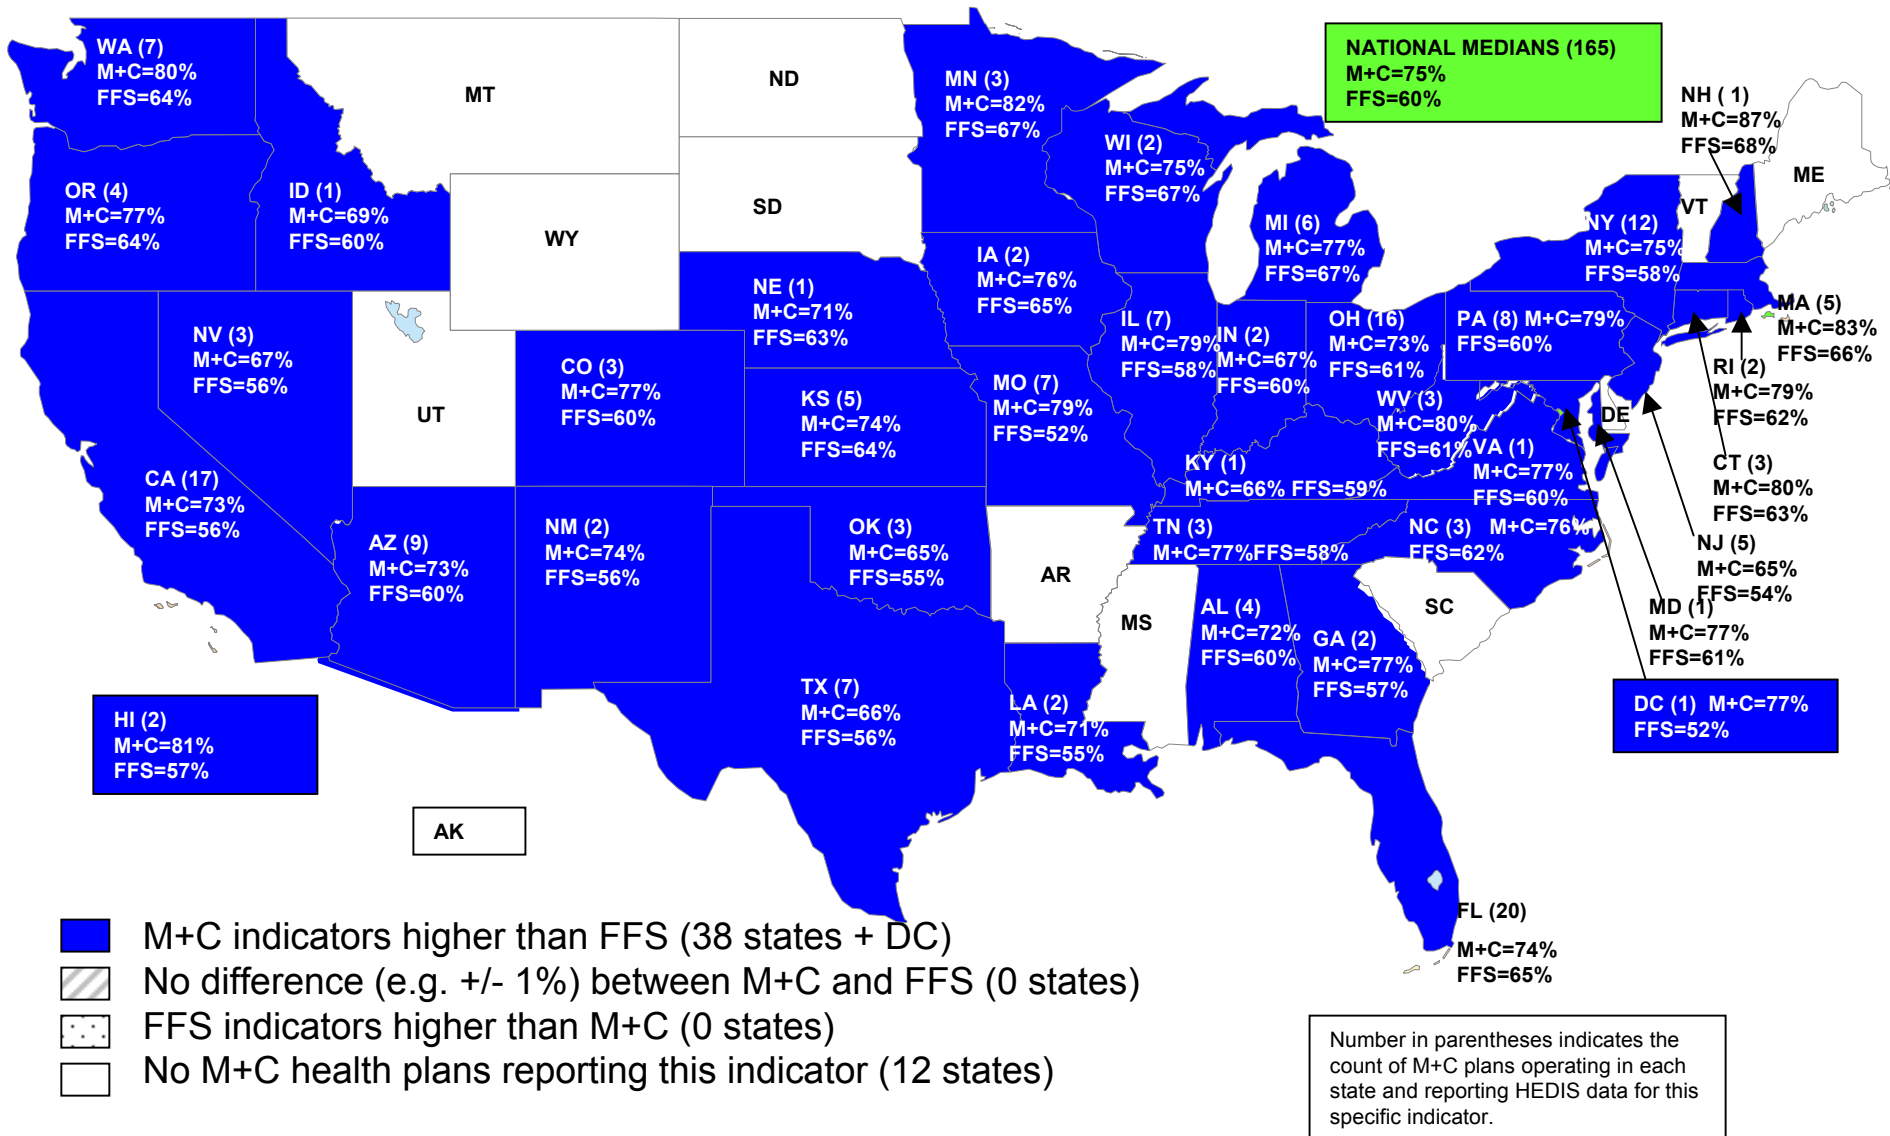 WA (7)
M+C=80%
FFS=64%
MT
ND
MN (3)
M+C=82%
FFS=67%
NATIONAL MEDIANS (165)
M+C=75%
FFS=60%
NH ( 1)
M+C=87%
FFS=68%
ME
VT
OR (4)
M+C=77%
FFS=64%
ID (1)
M+C=69%
FFS=60%
WY
SD
WI (2)
M+C=75%
FFS=67%
MI (6)
M+C=77%
FFS=67%
NY (12)
M+C=75%
FFS=58%
NV (3)
M+C=67%
FFS=56%
UT
CO (3)
M+C=77%
FFS=60%
NE (1)
M+C=71%
FFS=63%
IA (2)
M+C=76%
FFS=65%
IL (7)
M+C=79%
FFS=58%
IN (2)
M+C=67%
FFS=60%
OH (16)
M+C=73%
FFS=61%
PA (8) M+C=79%
FFS=60%
MA (5)
M+C=83%
FFS=66%
RI (2)
M+C=79%
FFS=62%
KS (5)
M+C=74%
FFS=64%
MO (7)
M+C=79%
FFS=52%
WV (3)
M+C=80%
FFS=61%
DE
VA (1)
M+C=77%
FFS=60%
KY (1)
M+C=66% FFS=59%
CT (3)
M+C=80%
FFS=63%
CA (17)
M+C=73%
FFS=56%
AZ (9)
M+C=73%
FFS=60%
NM (2)
M+C=74%
FFS=56%
OK (3)
M+C=65%
FFS=55%
AR
TN (3)
M+C=77%FFS=58%
NC (3) M+C=76%
FFS=62%
NJ (5)
M+C=65%
FFS=54%
MD (1)
M+C=77%
FFS=61%
MS
AL (4)
M+C=72%
FFS=60%
GA (2)
M+C=77%
FFS=57%
SC
TX (7)
M+C=66%
FFS=56%
LA (2)
M+C=71%
FFS=55%
DC (1) M+C=77%
FFS=52%
HI (2)
M+C=81%
FFS=57%
AK
FL (20)
M+C=74%
FFS=65%
M+C indicators higher than FFS (38 states + DC)
No difference (e.g. +/- 1%) between M+C and FFS (0 states)
FFS indicators higher than M+C (0 states)
No M+C health plans reporting this indicator (12 states)
Number in parentheses indicates the
count of M+C plans operating in each
state and reporting HEDIS data for this
specific indicator.